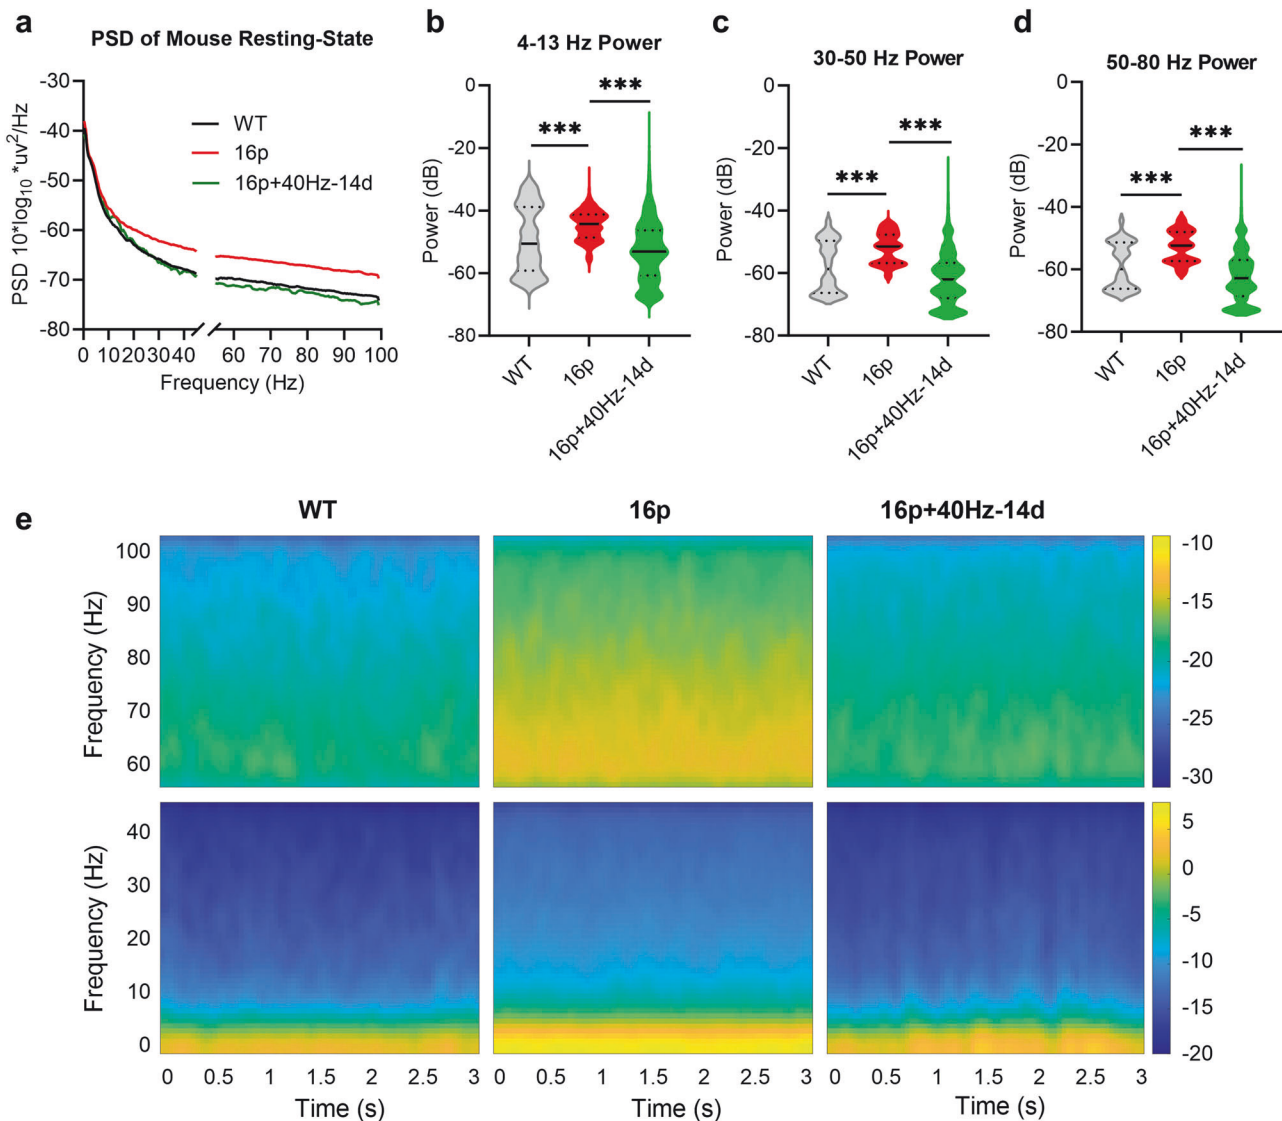 a
PSD of Mouse Resting-State
PSD 10*log10 *uv2/Hz
-30
-40
-50
-60
-70
-80
0 10 20 30 40 60 70 80 90 100
Frequency (Hz)
WT
16p
16p+40Hz-14d
b
4-13 Hz Power
Power (dB)
0
-20
-40
-60
-80
***
***
WT
16p
16p+40Hz-14d
c
30-50 Hz Power
Power (dB)
0
-20
-40
-60
-80
***
***
WT
16p
16p+40Hz-14d
d
50-80 Hz Power
Power (dB)
0
-20
-40
-60
-80
***
***
WT
16p
16p+40Hz-14d
e
WT
16p
16p+40Hz-14d
Frequency (Hz)
100
90
80
70
60
-10
-15
-20
-25
-30
Frequency (Hz)
40
30
20
10
0
5
0
-5
-10
-15
-20
0 0.5 1 1.5 2 2.5 3
0 0.5 1 1.5 2 2.5 3
0 0.5 1 1.5 2 2.5 3
Time (s)
Time (s)
Time (s)